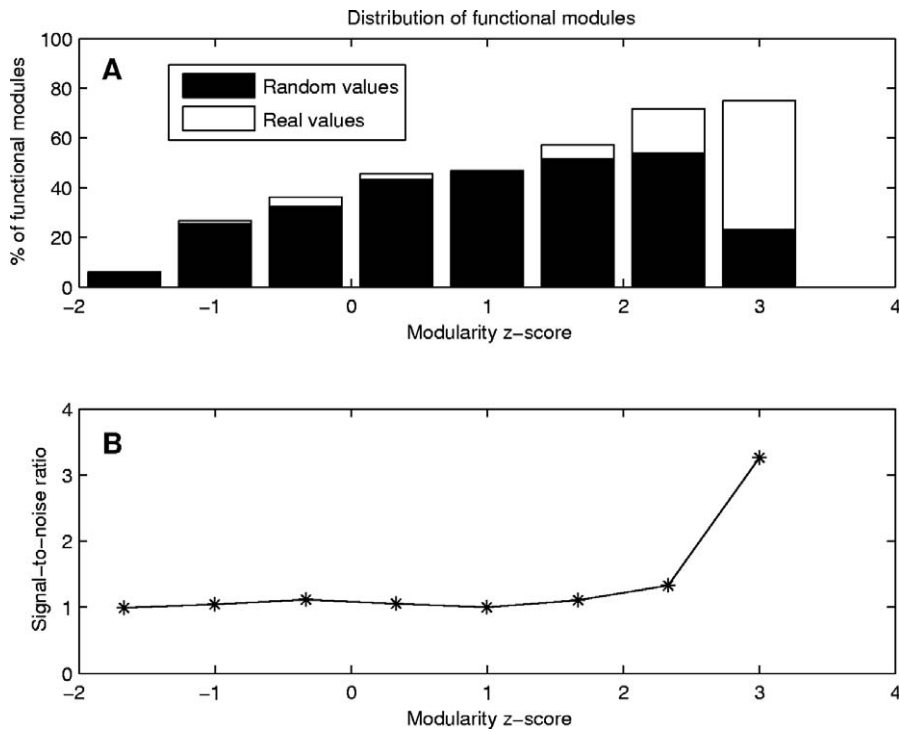 Distribution of functional modules
A
Random values
Real values
% of functional modules
100
80
60
40
20
0
−2 −1 0 1 2 3 4
Modularity z−score
B
Signal−to−noise ratio
4
3
2
1
0
−2 −1 0 1 2 3 4
Modularity z−score